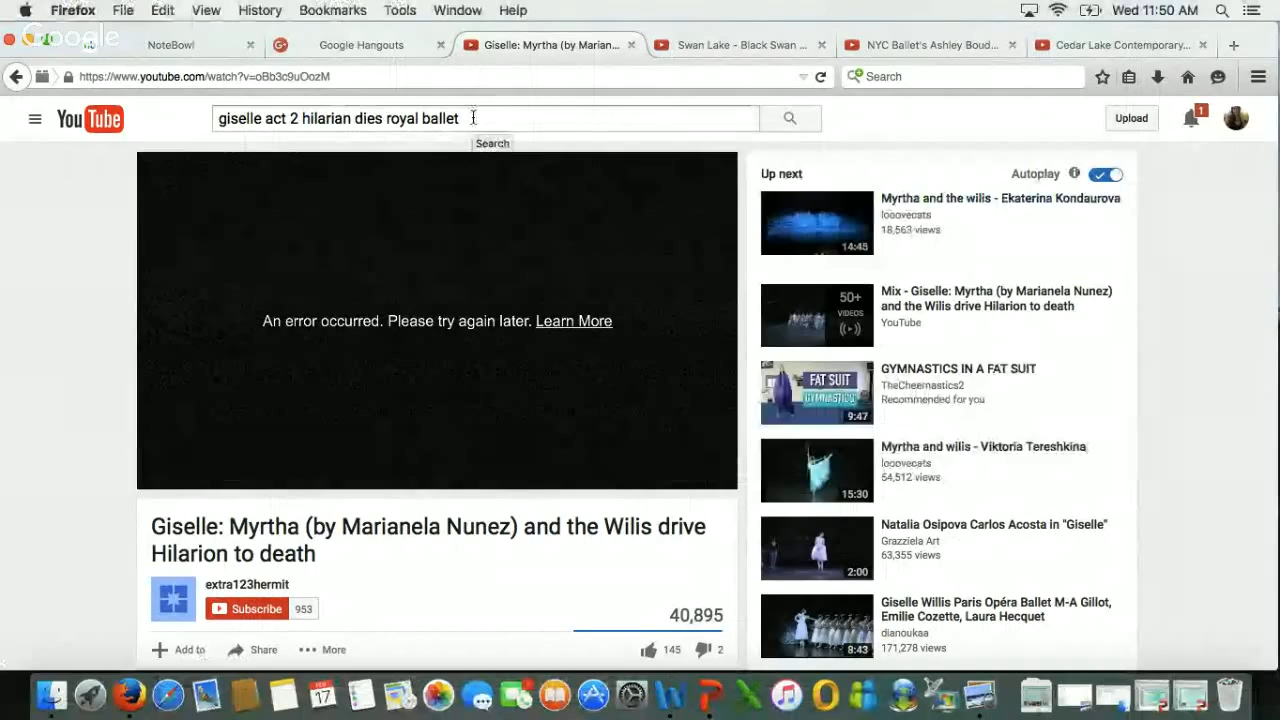 Firefox File Edit View History Bookmarks Tools Window Help Wed 11:50 AM
Google
NoteBowl Google Hangouts Giselle: Myrtha (by Marian... Swan Lake - Black Swan ... NYC Ballet's Ashley Boud... Cedar Lake Contemporary...
https://www.youtube.com/watch?v=oBb3c9uOozM Search
YouTube giselle act 2 hilarian dies royal ballet Upload 1
Search
An error occurred. Please try again later. Learn More
Giselle: Myrtha (by Marianela Nunez) and the Wilis drive
Hilarion to death
extra123hermit
Subscribe 953
40,895
Add to Share More 145 2
Up next Autoplay
Myrtha and the wilis - Ekaterina Kondaurova
looovecats
18,563 views
14:45
Mix - Giselle: Myrtha (by Marianela Nunez)
and the Wilis drive Hilarion to death
YouTube
50+
VIDEOS
GYMNASTICS IN A FAT SUIT
TheCheernastics2
Recommended for you
FAT SUIT
GYMNASTICS
9:47
Myrtha and wilis - Viktoria Tereshkina
looovecats
54,512 views
15:30
Natalia Osipova Carlos Acosta in "Giselle"
Grazziela Art
63,355 views
2:00
Giselle Willis Paris Opéra Ballet M-A Gillot,
Emilie Cozette, Laura Hecquet
dianoukaa
171,278 views
8:43
FEB
17